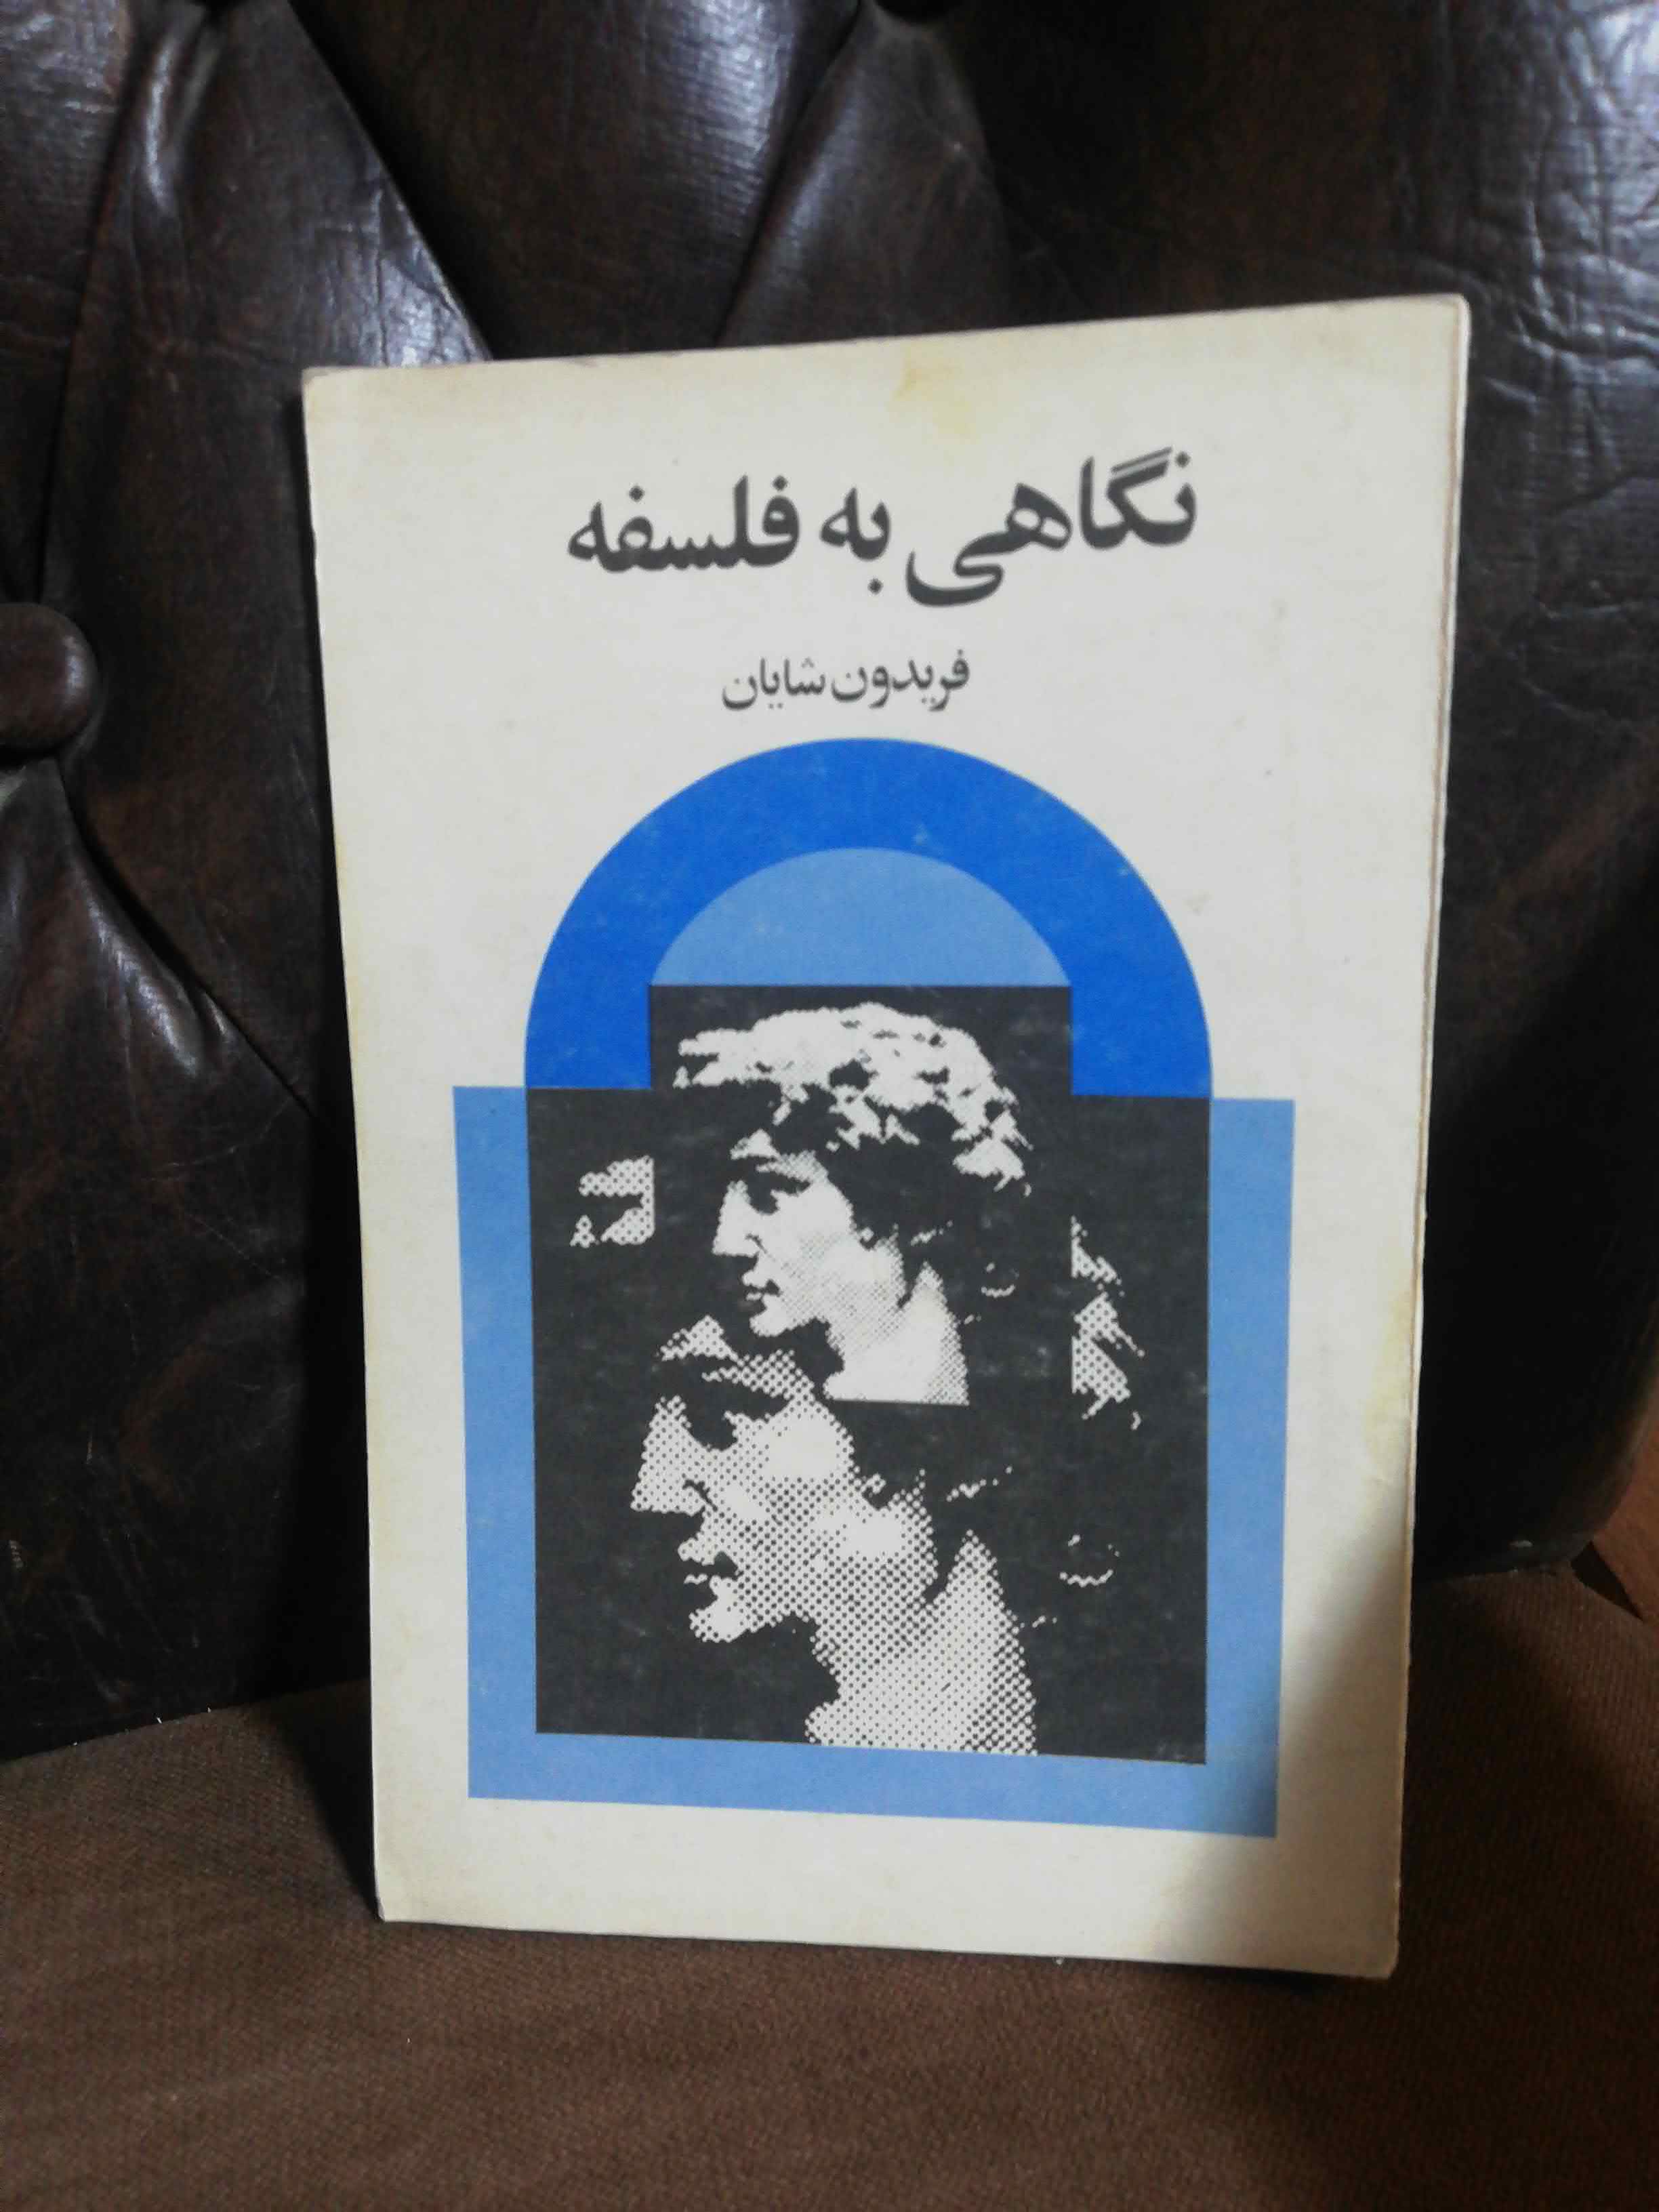 نگاهی به فلسفه
فریدون شایان